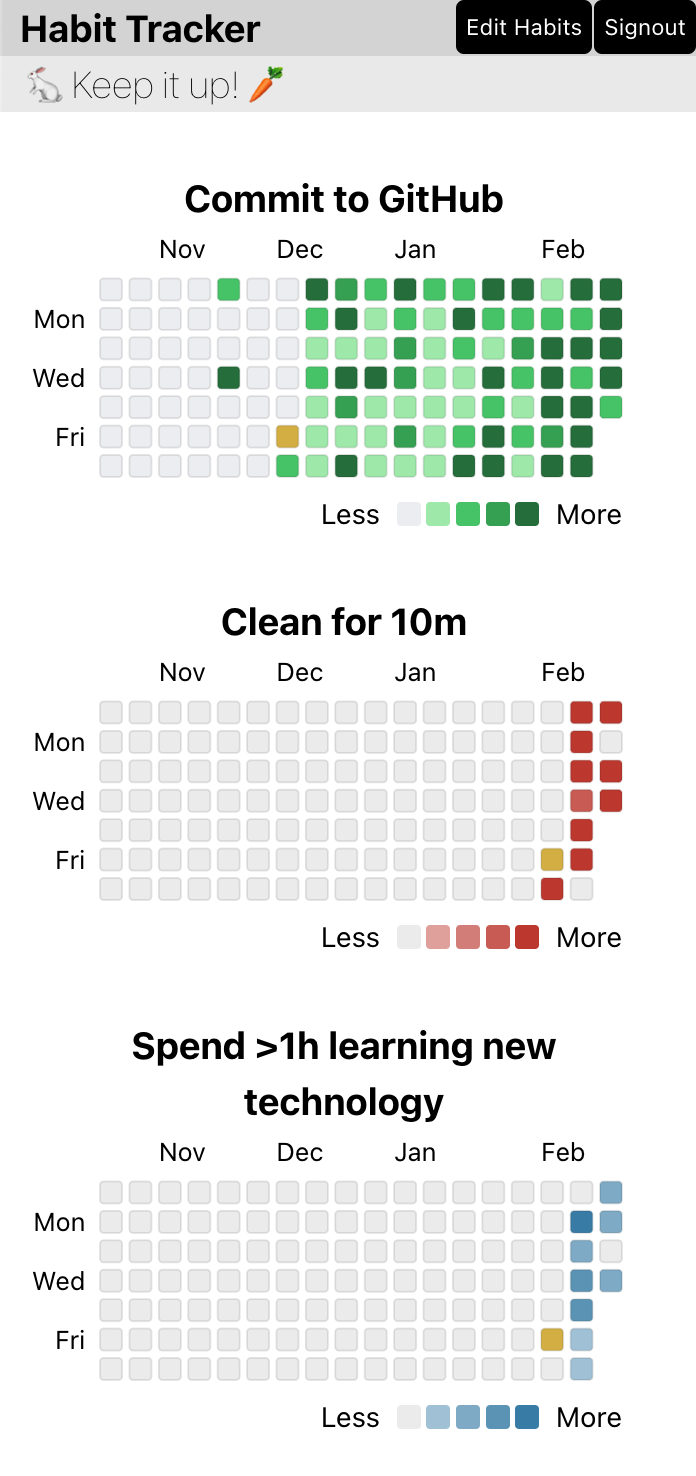 Habit Tracker Edit Habits Signout
🐇 Keep it up! 🥕
Commit to GitHub
Nov Dec Jan Feb
Mon
Wed
Fri
Less More
Clean for 10m
Nov Dec Jan Feb
Mon
Wed
Fri
Less More
Spend >1h learning new
technology
Nov Dec Jan Feb
Mon
Wed
Fri
Less More